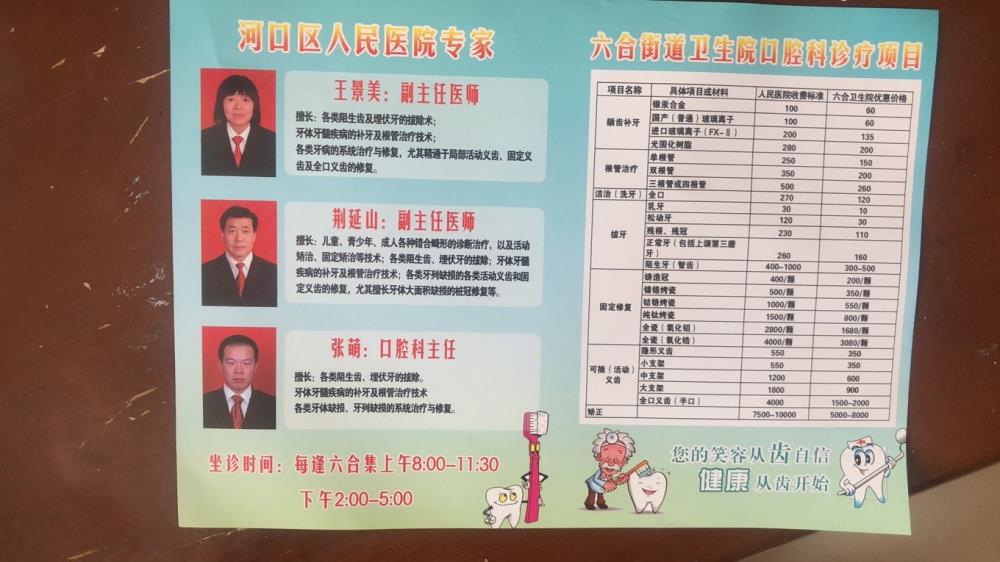 河口区人民医院专家
王景美：副主任医师
擅长：各类阻生齿及埋伏牙的拔除术；
牙体牙髓疾病的补牙及根管治疗技术；
各类牙病的系统治疗与修复，尤其精通于局部活动义齿、固定义
齿及全口义齿的修复。
荆延山：副主任医师
擅长：儿童、青少年、成人各种错合畸形的诊断治疗，以及活动
矫治、固定矫治等技术；各类阻生齿、埋伏牙的拔除；牙体牙髓
疾病的补牙及根管治疗技术；各类牙列缺损的各类活动义齿和固
定义齿的修复，尤其擅长牙体大面积缺损的桩冠修复等。
张萌：口腔科主任
擅长：各类阻生齿、埋伏牙的拔除。
牙体牙髓疾病的补牙及根管治疗技术
各类牙体缺损、牙列缺损的系统治疗与修复。
坐诊时间：每逢六合集上午8:00-11:30
下午2:00-5:00
六合街道卫生院口腔科诊疗项目
项目名称 具体项目或材料 人民医院收费标准 六合卫生院优惠价格
龋齿补牙 银汞合金 100 60
国产（普通）玻璃离子 100 60
进口玻璃离子（FX-Ⅱ） 200 135
光固化树脂 280 200
根管治疗 单根管 250 150
双根管 350 200
三根管或四根管 500 260
洁治（洗牙） 全口 270 120
拔牙 乳牙 30 10
松动牙 120 30
残根、残冠 230 110
正常牙（包括上颌第三磨
牙） 260 160
阻生牙（智齿） 400-1000 300-500
固定修复 铸造冠 400/颗 200/颗
镍铬烤瓷 500/颗 350/颗
钴铬烤瓷 1000/颗 550/颗
纯钛烤瓷 1500/颗 800/颗
全瓷（氧化铝） 2800/颗 1680/颗
全瓷（氧化锆） 4000/颗 3080/颗
可摘（活动）
义齿 隐形义齿 550 350
小支架 550 350
中支架 1200 600
大支架 1800 900
全口义齿（半口） 4000 1500-2000
矫正 7500-10000 5000-8000
您的笑容从齿自信
健康 从齿开始